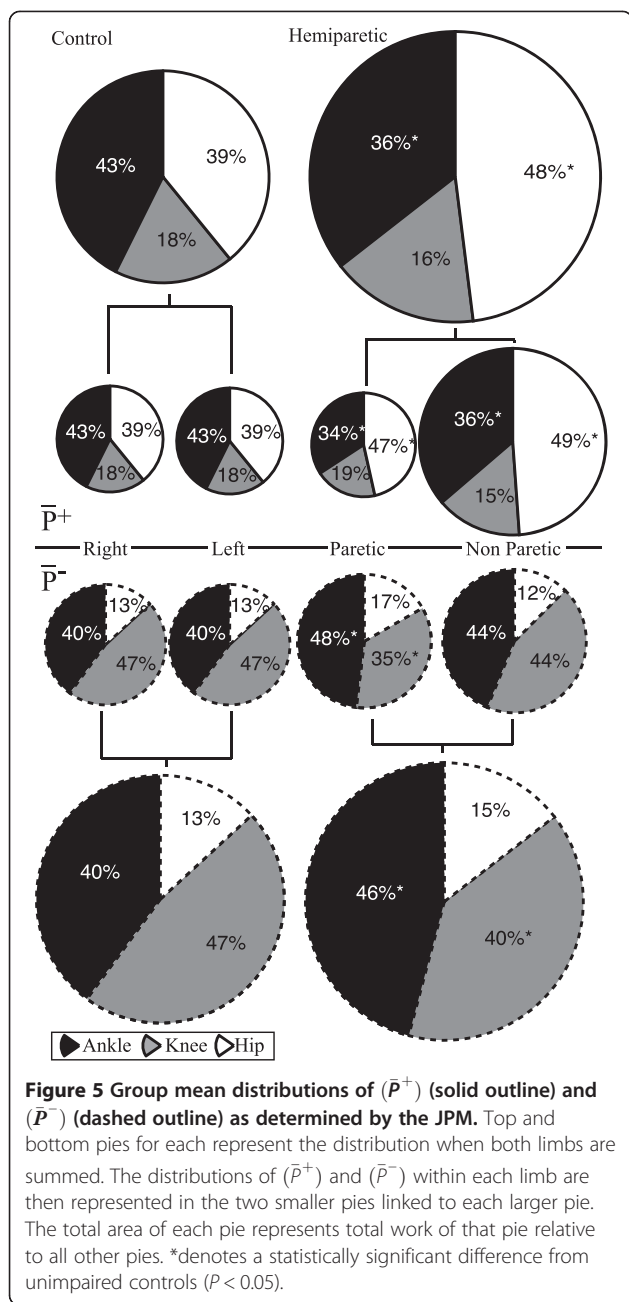 Control Hemiparetic
43% 39% 18%
36%* 48%* 16%
43% 39% 18% 43% 39% 18% 34%* 47%* 19% 36%* 49%* 15%
P̅+
Right Left Paretic Non Paretic
P̅-
40% 13% 47% 40% 13% 47% 48%* 17% 35%* 44% 12% 44%
40% 13% 47%
46%* 15% 40%*
Ankle Knee Hip
Figure 5 Group mean distributions of (P̅+) (solid outline) and
(P̅−) (dashed outline) as determined by the JPM. Top and
bottom pies for each represent the distribution when both limbs are
summed. The distributions of (P̅+) and (P̅−) within each limb are
then represented in the two smaller pies linked to each larger pie.
The total area of each pie represents total work of that pie relative
to all other pies. *denotes a statistically significant difference from
unimpaired controls (P < 0.05).